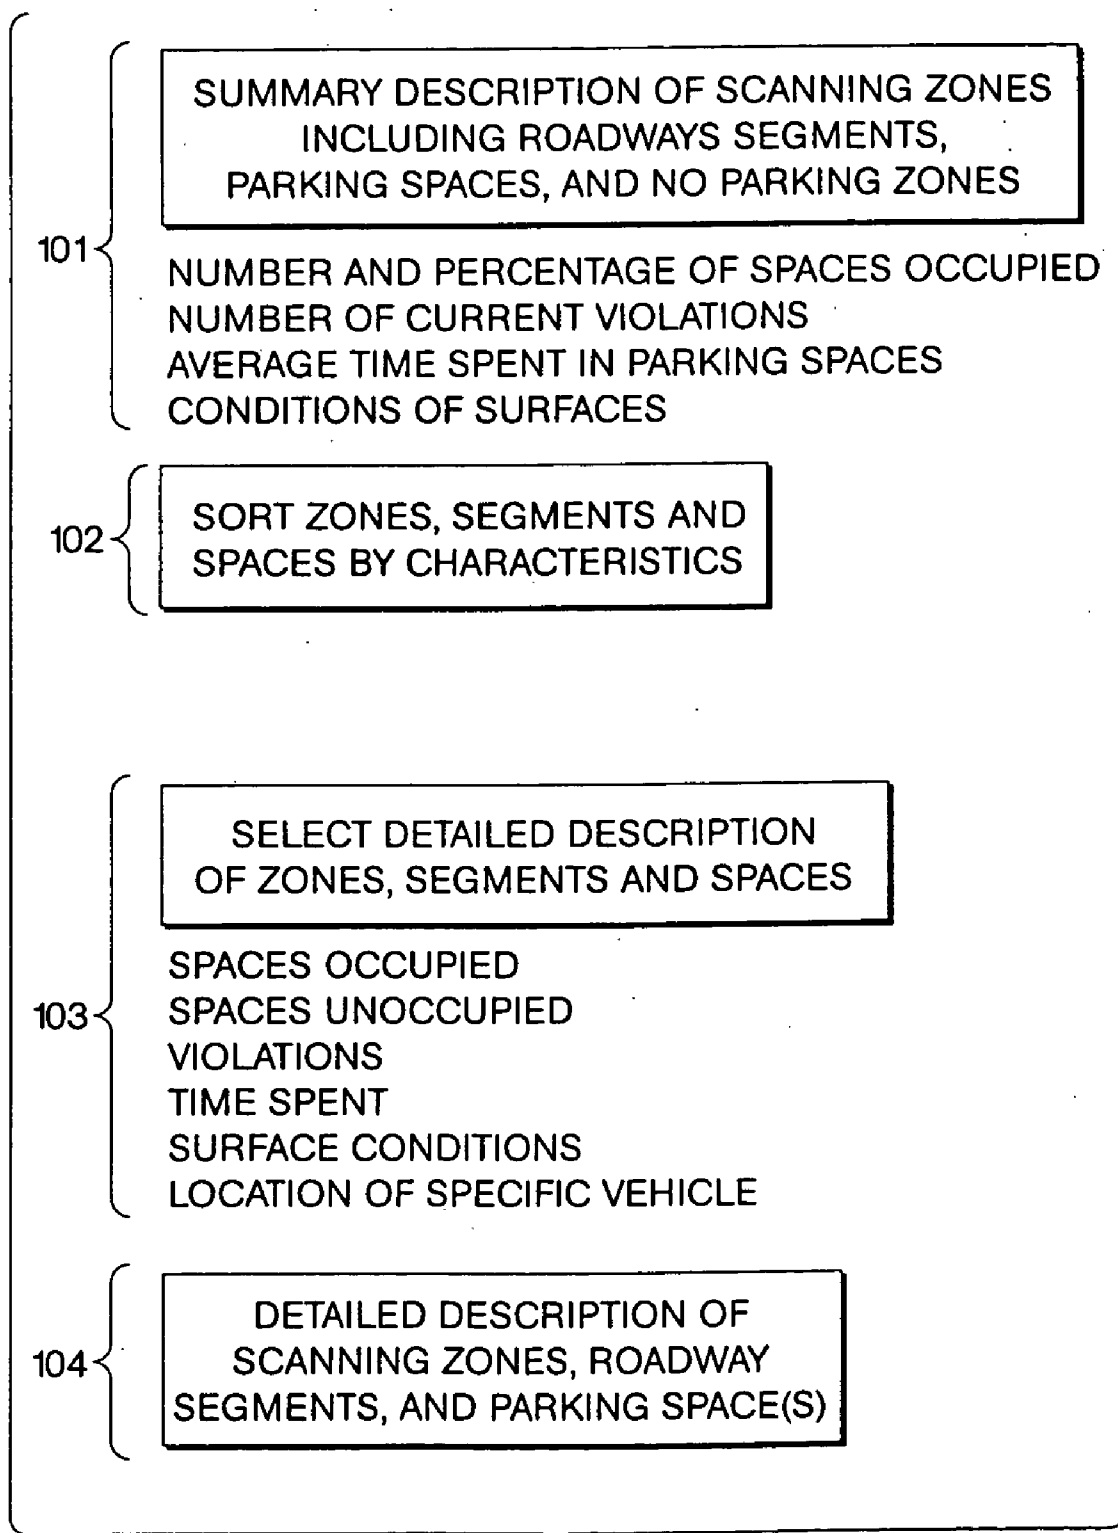 SUMMARY DESCRIPTION OF SCANNING ZONES
INCLUDING ROADWAYS SEGMENTS,
PARKING SPACES, AND NO PARKING ZONES
101
NUMBER AND PERCENTAGE OF SPACES OCCUPIED
NUMBER OF CURRENT VIOLATIONS
AVERAGE TIME SPENT IN PARKING SPACES
CONDITIONS OF SURFACES
102
SORT ZONES, SEGMENTS AND
SPACES BY CHARACTERISTICS
SELECT DETAILED DESCRIPTION
OF ZONES, SEGMENTS AND SPACES
103
SPACES OCCUPIED
SPACES UNOCCUPIED
VIOLATIONS
TIME SPENT
SURFACE CONDITIONS
LOCATION OF SPECIFIC VEHICLE
104
DETAILED DESCRIPTION OF
SCANNING ZONES, ROADWAY
SEGMENTS, AND PARKING SPACE(S)